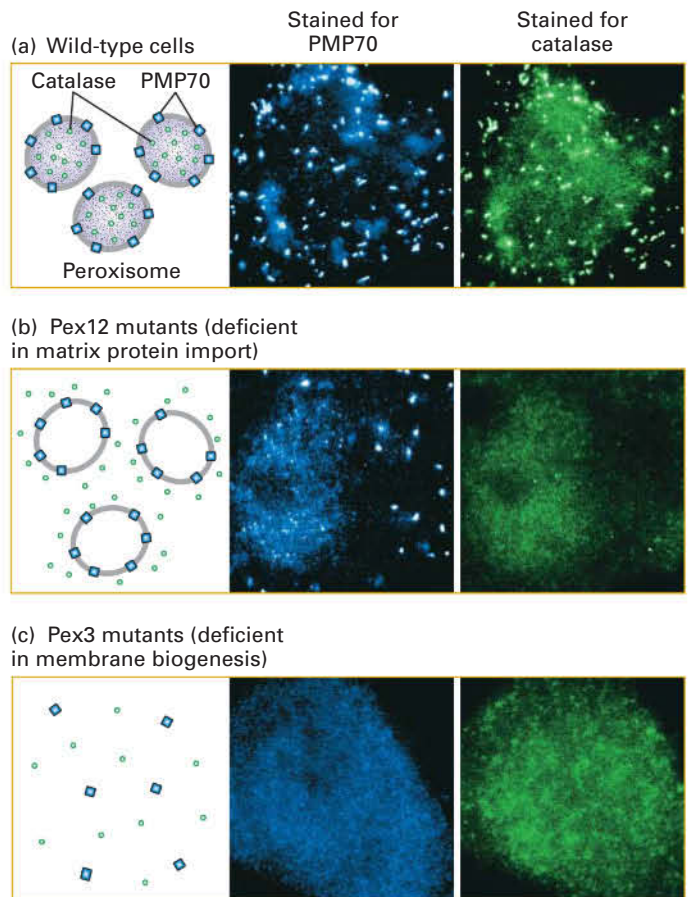 Stained for
PMP70
Stained for
catalase
(a) Wild-type cells
Catalase
PMP70
Peroxisome
(b) Pex12 mutants (deficient
in matrix protein import)
(c) Pex3 mutants (deficient
in membrane biogenesis)